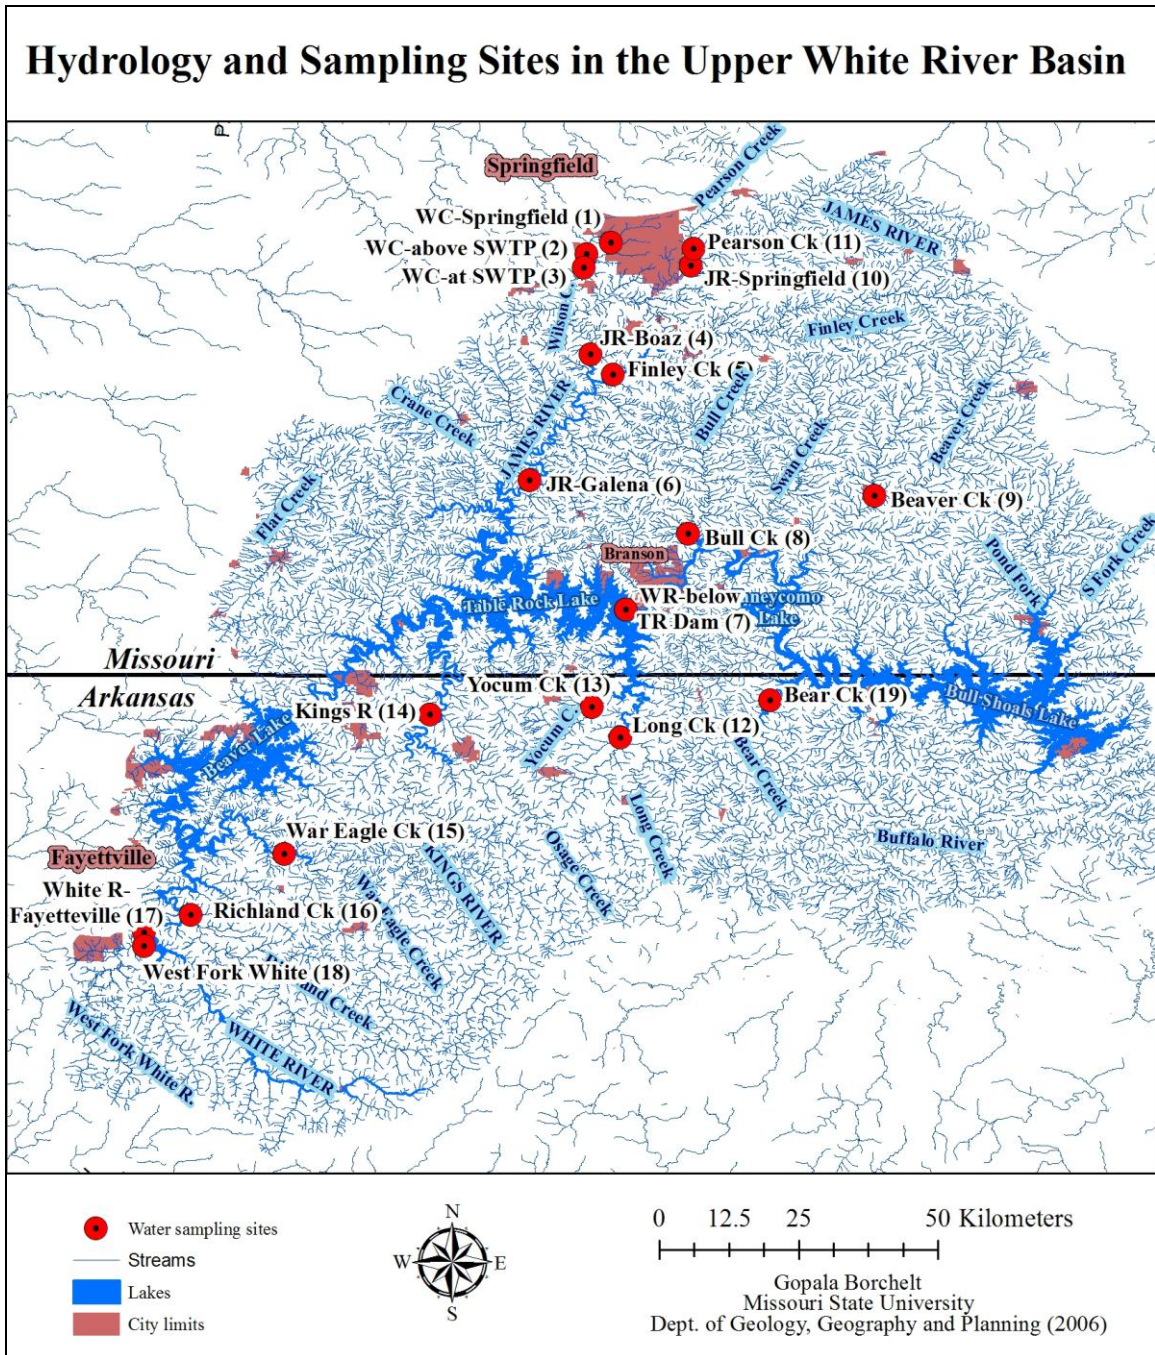 Hydrology and Sampling Sites in the Upper White River Basin
P
Springfield
Pearson Creek
WC-Springfield (1)
JAMES RIVER
WC-above SWTP (2)
Pearson Ck (11)
WC-at SWTP (3)
JR-Springfield (10)
Wilson C.
Finley Creek
JR-Boaz (4)
Finley Ck (5)
Bull Creek
Crane Creek
JAMES RIVER
Beaver Creek
Swan Creek
JR-Galena (6)
Beaver Ck (9)
Flat Creek
Bull Ck (8)
Branson
Pond Fork
S Fork Creek
Table Rock Lake
WR-below
TR Dam (7)
neycomo
Lake
Missouri
Arkansas
Yocum Ck (13)
Bear Ck (19)
Bull Shoals Lake
Kings R (14)
Long Ck (12)
Yocum C.
Beaver Lake
Bear Creek
War Eagle Ck (15)
Long Creek
Osage Creek
Buffalo River
Fayettville
KINGS RIVER
White R-
Fayetteville (17)
Richland Ck (16)
War Eagle Creek
West Fork White (18)
and Creek
West Fork White R.
WHITE RIVER
Water sampling sites
Streams
Lakes
City limits
N
W E
S
0 12.5 25 50 Kilometers
Gopala Borchelt
Missouri State University
Dept. of Geology, Geography and Planning (2006)